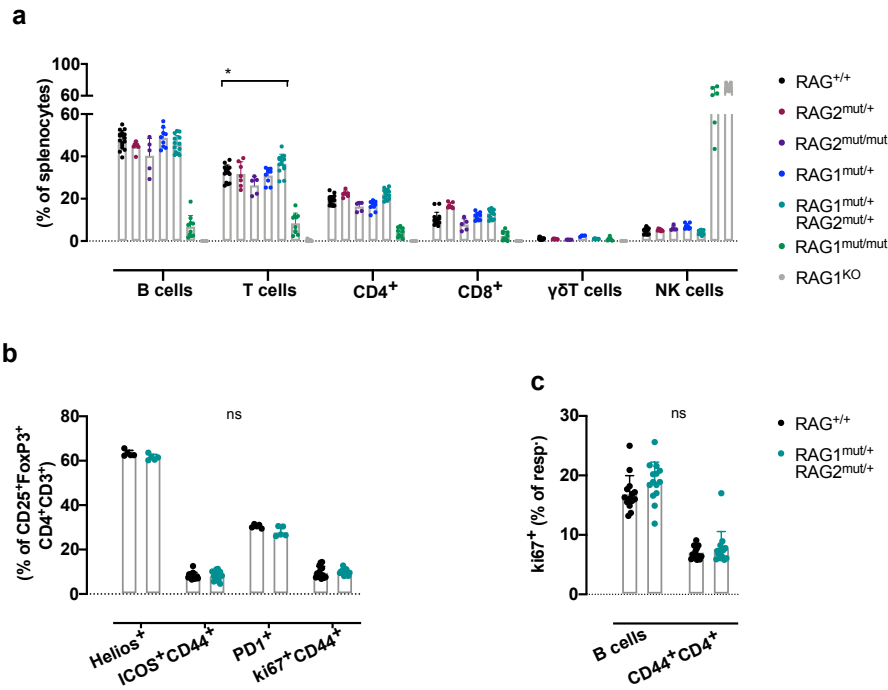 a
(% of splenocytes)
100
60
60
40
20
0
*
B cells
T cells
CD4⁺
CD8⁺
γδT cells
NK cells
RAG⁺/⁺
RAG2ᵐᵘᵗ/⁺
RAG2ᵐᵘᵗ/ᵐᵘᵗ
RAG1ᵐᵘᵗ/⁺
RAG1ᵐᵘᵗ/⁺
RAG2ᵐᵘᵗ/⁺
RAG1ᵐᵘᵗ/ᵐᵘᵗ
RAG1ᴷᴼ
b
(% of CD25⁺FoxP3⁺
CD4⁺CD3⁺)
80
60
40
20
0
ns
Helios⁺
ICOS⁺CD44⁺
PD1⁺
ki67⁺CD44⁺
c
ki67⁺ (% of resp·)
30
20
10
0
ns
B cells
CD44⁺CD4⁺
RAG⁺/⁺
RAG1ᵐᵘᵗ/⁺
RAG2ᵐᵘᵗ/⁺